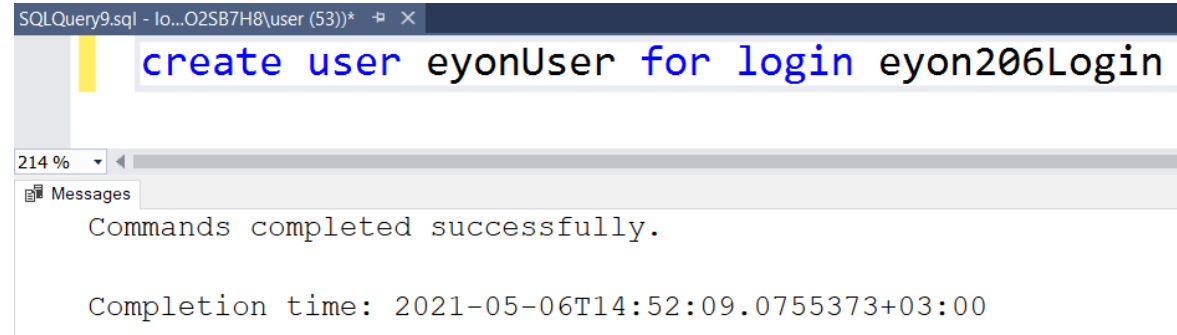 SQLQuery9.sql - lo...O2SB7H8\user (53))*
create user eyonUser for login eyon206Login
214 %
Messages
Commands completed successfully.
Completion time: 2021-05-06T14:52:09.0755373+03:00